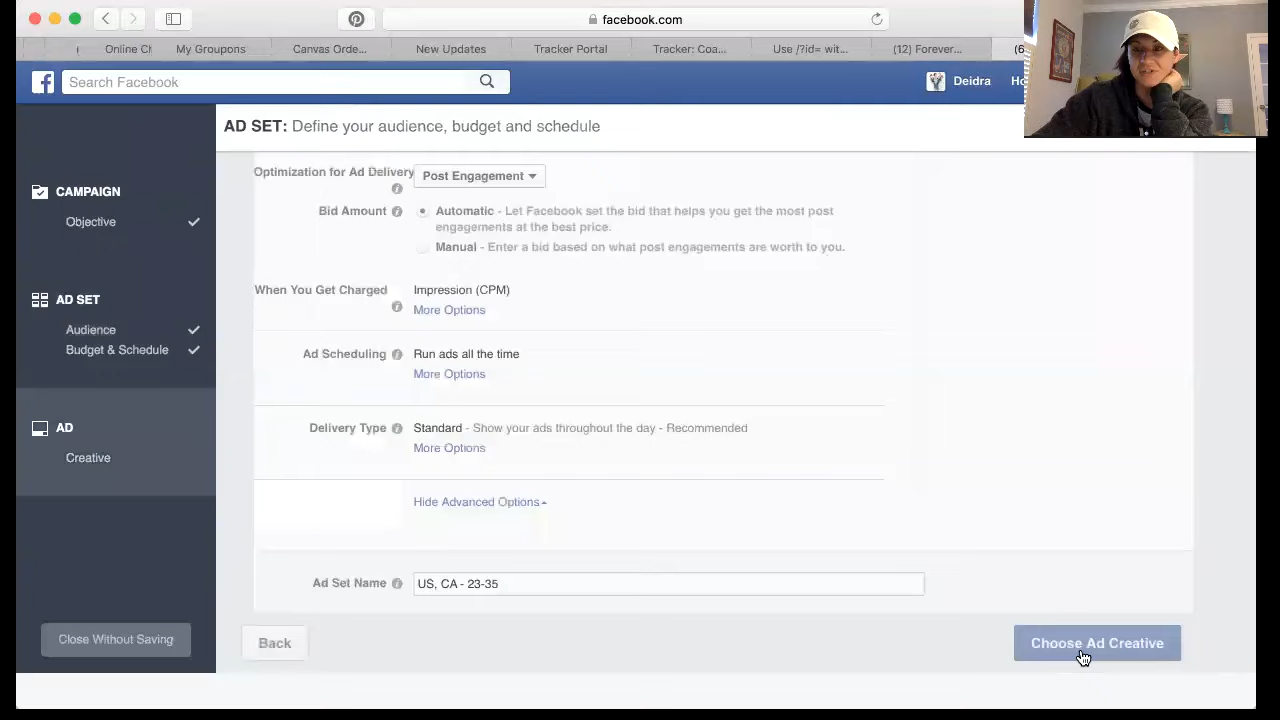 facebook.com
Online Cl
My Groupons
Canvas Orde...
New Updates
Trirker Portal
Tracker: Coa...
Use /?id= wit...
(12) Forever...
Search Facebook
Deidra
AD SET: Define your audience, budget and schedule
CAMPAIGN
Objective
AD SET
Audience
Budget & Schedule
AD
Creative
Close Without Saving
Optimization for Ad Delivery
Post Engagement
Bid Amount
Automatic - Let Facebook set the bid that helps you get the most post
engagements at the best price.
Manual - Enter a bid based on what post engagements are worth to you.
When You Get Charged
Impression (CPM)
More Options
Ad Scheduling
Run ads all the time
More Options
Delivery Type
Standard - Show your ads throughout the day - Recommended
More Options
Hide Advanced Options
Ad Set Name
US, CA - 23-35
Back
Choose Ad Creative